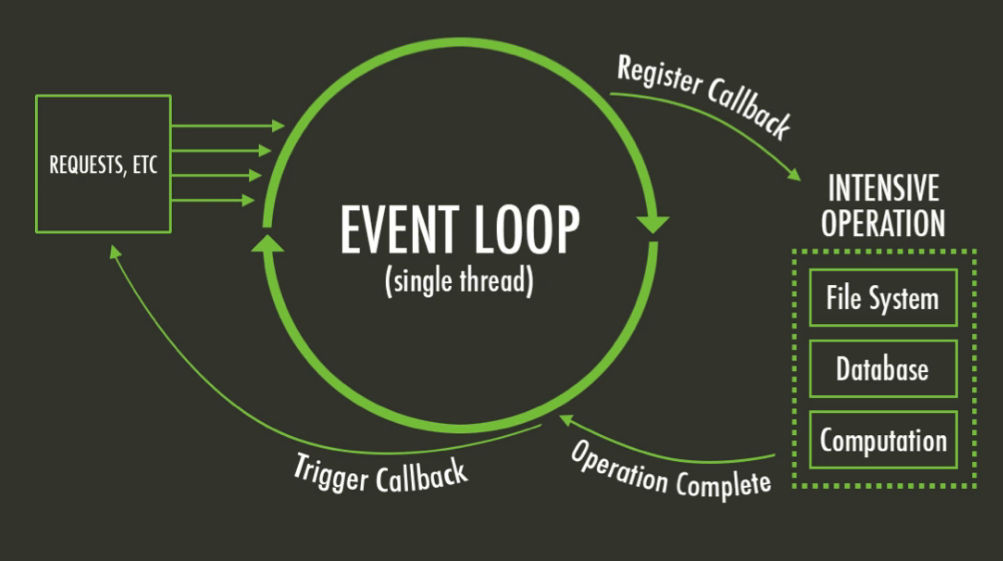 REQUESTS, ETC
EVENT LOOP
(single thread)
Register Callback
INTENSIVE
OPERATION
File System
Database
Computation
Operation Complete
Trigger Callback